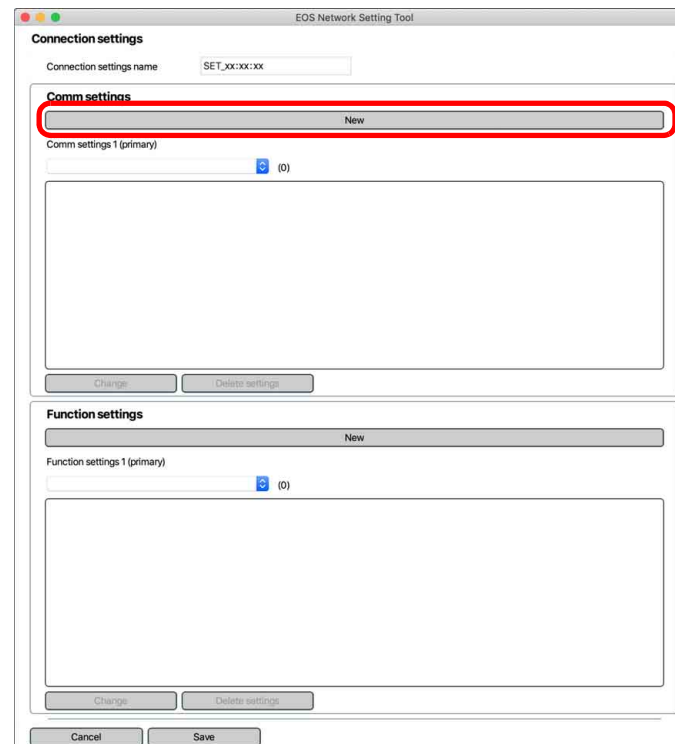 EOS Network Setting Tool
Connection settings
Connection settings name SET_xx:xx:xx
Comm settings
New
Comm settings 1 (primary)
(0)
Change Delete settings
Function settings
New
Function settings 1 (primary)
(0)
Change Delete settings
Cancel Save